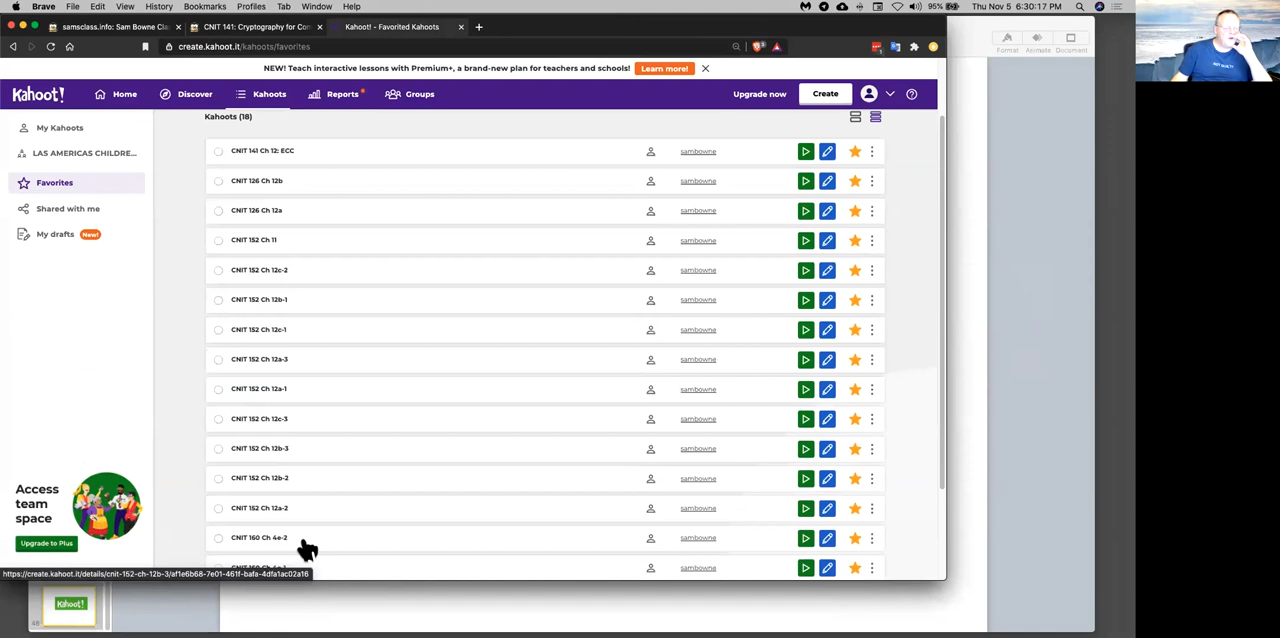 Brave File Edit View History Bookmarks Profiles Tab Window Help 95% Thu Nov 5 6:30:17 PM
samsclass.info: Sam Bowne Cla CNIT 141: Cryptography for Con Kahoot! - Favorited Kahoots
create.kahoot.it/kahoots/favorites
Format Animate Document
NEW! Teach interactive lessons with Premium+, a brand-new plan for teachers and schools! Learn more!
Kahoot! Home Discover Kahoots Reports Groups Upgrade now Create
Kahoots (18)
My Kahoots
LAS AMERICAS CHILDRE...
Favorites
Shared with me
My drafts New!
CNIT 141 Ch 12: ECC sambowne
CNIT 126 Ch 12b sambowne
CNIT 126 Ch 12a sambowne
CNIT 152 Ch 11 sambowne
CNIT 152 Ch 12c-2 sambowne
CNIT 152 Ch 12b-1 sambowne
CNIT 152 Ch 12c-1 sambowne
CNIT 152 Ch 12a-3 sambowne
CNIT 152 Ch 12a-1 sambowne
CNIT 152 Ch 12c-3 sambowne
CNIT 152 Ch 12b-3 sambowne
CNIT 152 Ch 12b-2 sambowne
CNIT 152 Ch 12a-2 sambowne
CNIT 160 Ch 4e-2 sambowne
sambowne
Access
team
space
Upgrade to Plus
https://create.kahoot.it/details/cnit-152-ch-12b-3/af1e6b68-7e01-461f-bafa-4dfa1ac02a16
48
Kahoot!